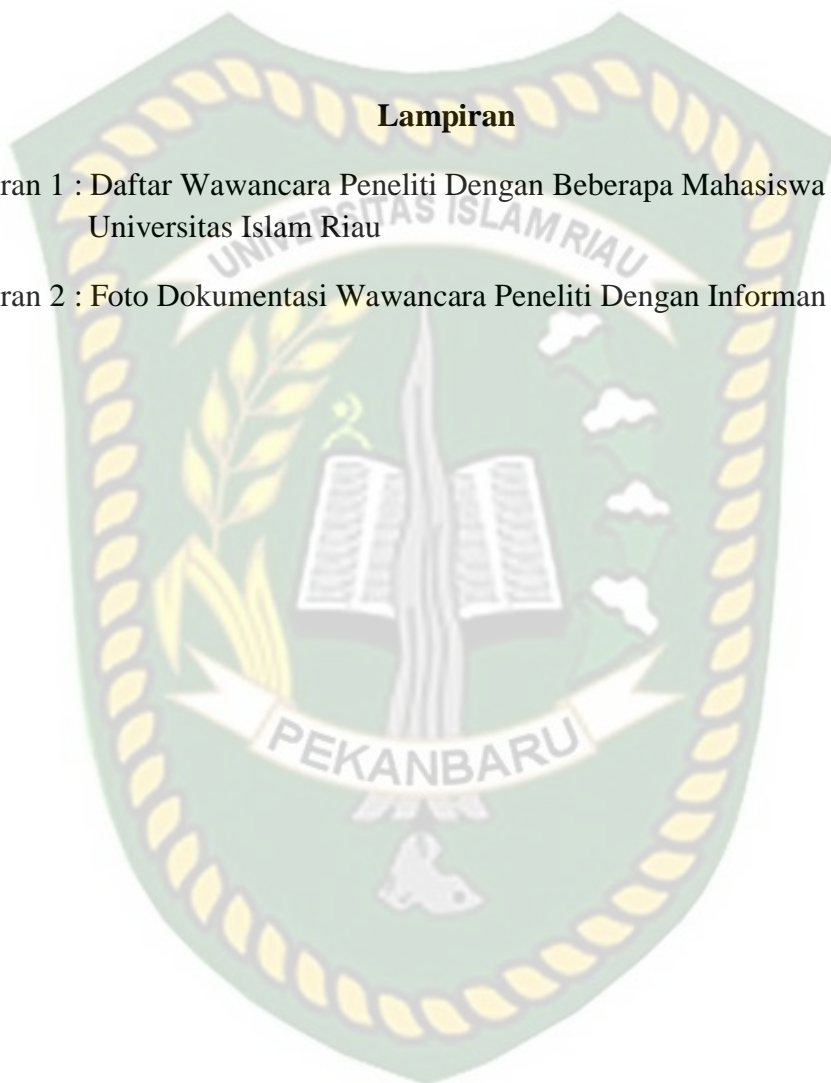 Lampiran
ran 1 : Daftar Wawancara Peneliti Dengan Beberapa Mahasiswa
Universitas Islam Riau
UNIVERSITAS ISLAM RIAU
ran 2 : Foto Dokumentasi Wawancara Peneliti Dengan Informan
PEKANBARU